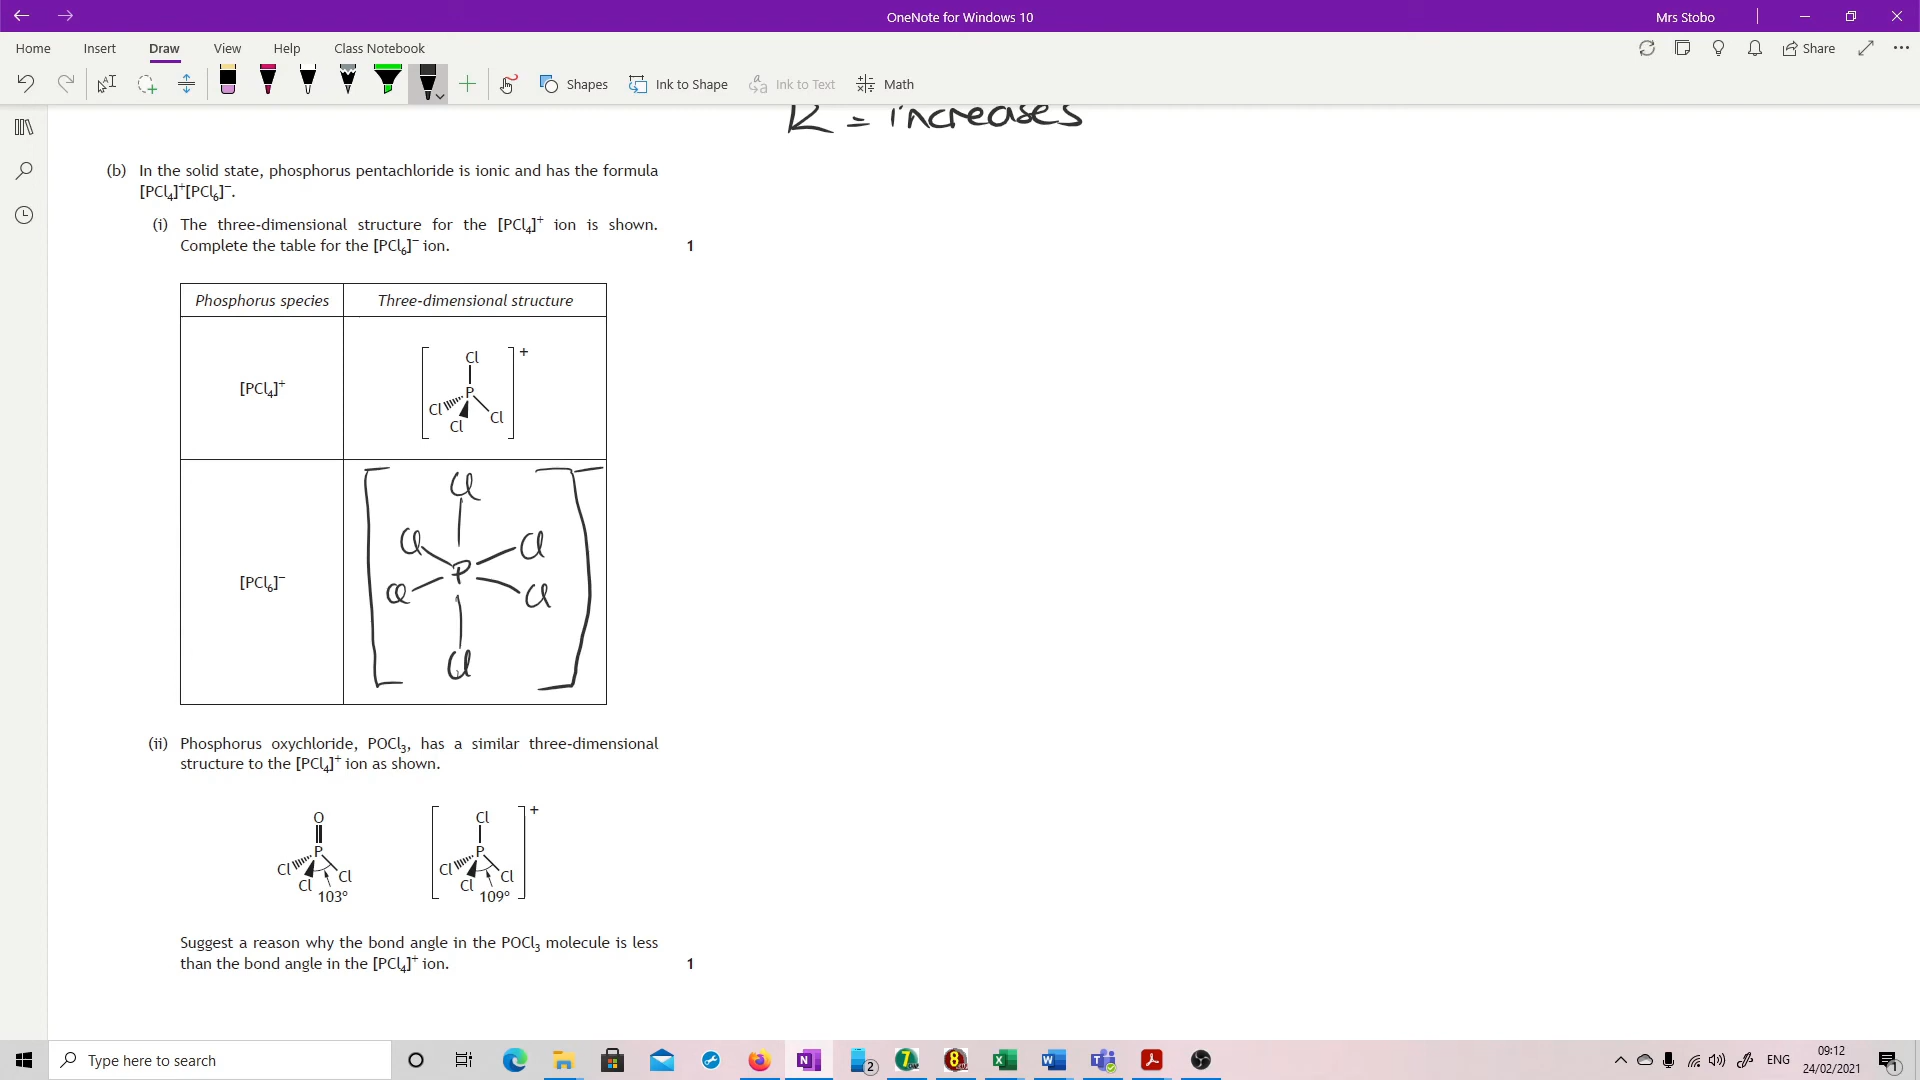 OneNote for Windows 10
Mrs Stobo
Home Insert Draw View Help Class Notebook
Share
Shapes Ink to Shape Ink to Text Math
K = increases
(b) In the solid state, phosphorus pentachloride is ionic and has the formula
[PCl₄]⁺[PCl₆]⁻.
(i) The three-dimensional structure for the [PCl₄]⁺ ion is shown.
Complete the table for the [PCl₆]⁻ ion. 1
Phosphorus species Three-dimensional structure
[PCl₄]⁺
+
Cl
P
Cl Cl
Cl
[PCl₆]⁻
Cl
Cl Cl
P
Cl Cl
Cl
(ii) Phosphorus oxychloride, POCl₃, has a similar three-dimensional
structure to the [PCl₄]⁺ ion as shown.
O
P
Cl Cl
Cl
103°
+
Cl
P
Cl Cl
Cl
109°
Suggest a reason why the bond angle in the POCl₃ molecule is less
than the bond angle in the [PCl₄]⁺ ion. 1
Type here to search
2
7
8
ENG
09:12
24/02/2021
1